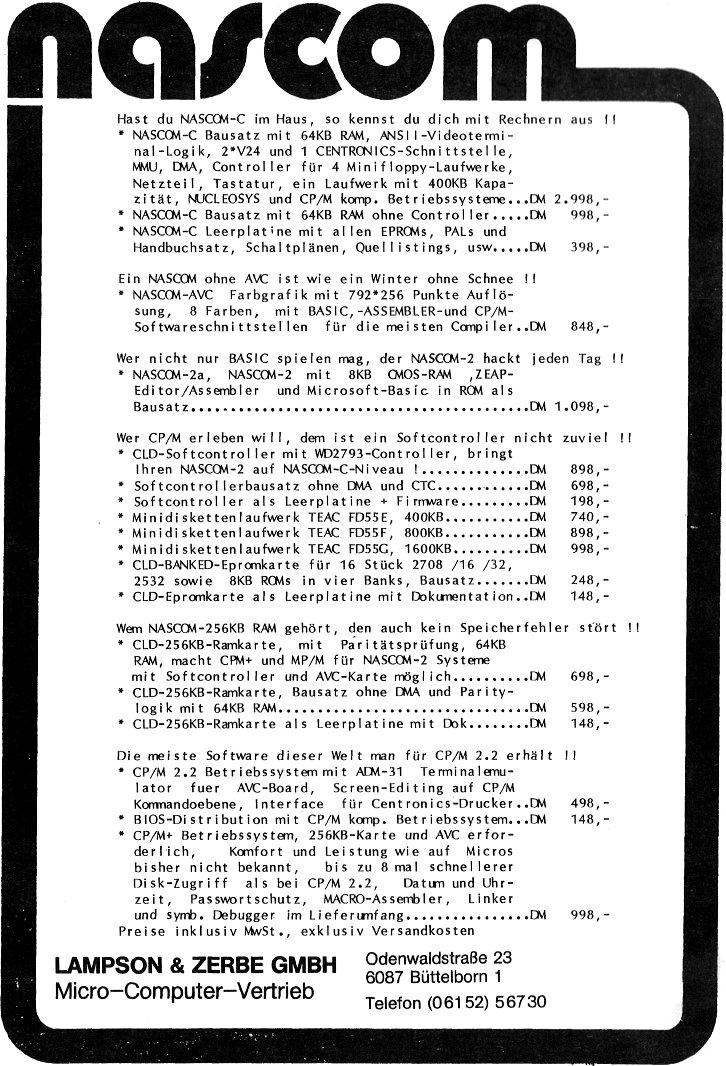 nascom
Hast du NASCOM-C im Haus, so kennst du dich mit Rechnern aus !!
* NASCOM-C Bausatz mit 64KB RAM, ANSII-Videotermi-
nal-Logik, 2*V24 und 1 CENTRONICS-Schnittstelle,
MMU, DMA, Controller für 4 Minifloppy-Laufwerke,
Netzteil, Tastatur, ein Laufwerk mit 400KB Kapa-
zität, NUCLEOSYS und CP/M komp. Betriebssysteme...DM 2.998,-
* NASCOM-C Bausatz mit 64KB RAM ohne Controller.....DM 998,-
* NASCOM-C Leerplatine mit allen EPROMs, PALs und
Handbuchsatz, Schaltplänen, Quellistings, usw.....DM 398,-
Ein NASCOM ohne AVC ist wie ein Winter ohne Schnee !!
* NASCOM-AVC Farbgrafik mit 792*256 Punkte Auflö-
sung, 8 Farben, mit BASIC,-ASSEMBLER-und CP/M-
Softwareschnittstellen für die meisten Compiler..DM 848,-
Wer nicht nur BASIC spielen mag, der NASCOM-2 hackt jeden Tag !!
* NASCOM-2a, NASCOM-2 mit 8KB CMOS-RAM ,ZEAP-
Editor/Assembler und Microsoft-Basic in ROM als
Bausatz..........................................DM 1.098,-
Wer CP/M erleben will, dem ist ein Softcontroller nicht zuviel !!
* CLD-Softcontroller mit WD2793-Controller, bringt
Ihren NASCOM-2 auf NASCOM-C-Niveau !..............DM 898,-
* Softcontrollerbausatz ohne DMA und CTC............DM 698,-
* Softcontroller als Leerplatine + Firmware.........DM 198,-
* Minidiskettenlaufwerk TEAC FD55E, 400KB...........DM 740,-
* Minidiskettenlaufwerk TEAC FD55F, 800KB...........DM 898,-
* Minidiskettenlaufwerk TEAC FD55G, 1600KB..........DM 998,-
* CLD-BANKED-Epromkarte für 16 Stück 2708 /16 /32,
2532 sowie 8KB ROMs in vier Banks, Bausatz.......DM 248,-
* CLD-Epromkarte als Leerplatine mit Dokumentation..DM 148,-
Wem NASCOM-256KB RAM gehört, den auch kein Speicherfehler stört !!
* CLD-256KB-Ramkarte, mit Paritätsprüfung, 64KB
RAM, macht CPM+ und MP/M für NASCOM-2 Systeme
mit Softcontroller und AVC-Karte möglich..........DM 698,-
* CLD-256KB-Ramkarte, Bausatz ohne DMA und Parity-
logik mit 64KB RAM...............................DM 598,-
* CLD-256KB-Ramkarte als Leerplatine mit Dok........DM 148,-
Die meiste Software dieser Welt man für CP/M 2.2 erhält !!
* CP/M 2.2 Betriebssystem mit ADM-31 Terminalemu-
lator fuer AVC-Board, Screen-Editing auf CP/M
Kommandoebene, Interface für Centronics-Drucker..DM 498,-
* BIOS-Distribution mit CP/M komp. Betriebssystem...DM 148,-
* CP/M+ Betriebssystem, 256KB-Karte und AVC erfor-
derlich, Komfort und Leistung wie auf Micros
bisher nicht bekannt, bis zu 8 mal schnellerer
Disk-Zugriff als bei CP/M 2.2, Datum und Uhr-
zeit, Passwortschutz, MACRO-Assembler, Linker
und symb. Debugger im Lieferumfang................DM 998,-
Preise inklusiv MwSt., exklusiv Versandkosten
LAMPSON & ZERBE GMBH
Micro-Computer-Vertrieb
Odenwaldstraße 23
6087 Büttelborn 1
Telefon (06152) 56730